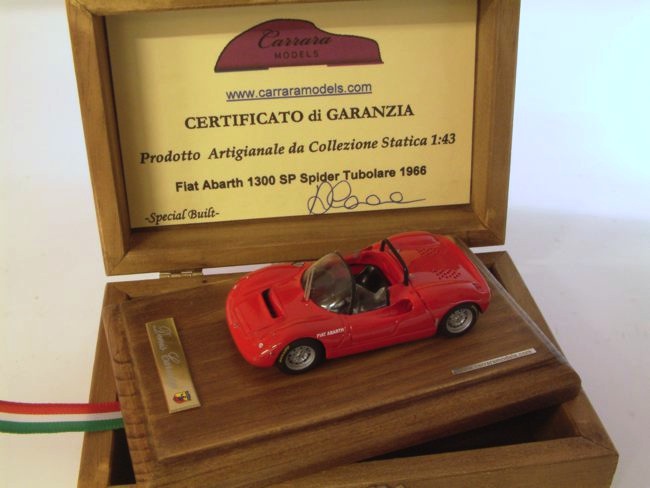 Carrara
MODELS
www.carraramodels.com
CERTIFICATO di GARANZIA
Prodotto Artigianale da Collezione Statica 1:43
Fiat Abarth 1300 SP Spider Tubolare 1966
-Special Built-
FIAT ABARTH